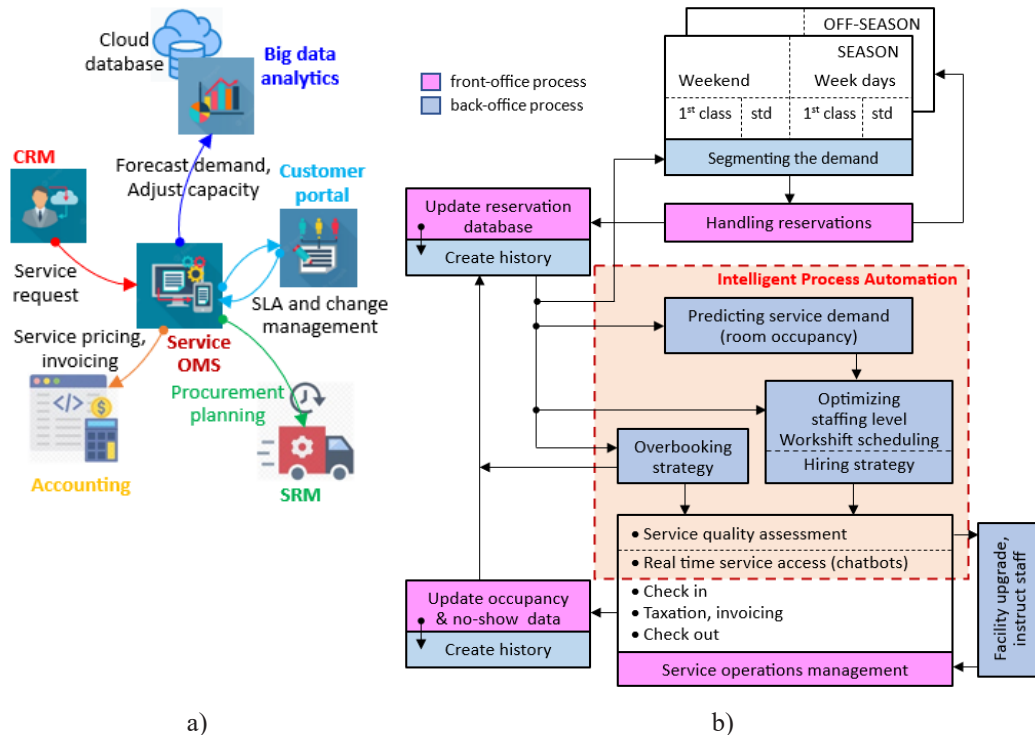 Cloud
database
Big data
analytics
CRM
Forecast demand,
Adjust capacity
Customer
portal
Service
request
SLA and change
management
Service pricing,
invoicing
Service
OMS
Procurement
planning
Accounting
SRM
a)
front-office process
back-office process
OFF-SEASON
SEASON
Weekend
Week days
1st class
std
1st class
std
Segmenting the demand
Handling reservations
Update reservation
database
Create history
Intelligent Process Automation
Predicting service demand
(room occupancy)
Optimizing
staffing level
Workshift scheduling
Hiring strategy
Overbooking
strategy
• Service quality assessment
• Real time service access (chatbots)
• Check in
• Taxation, invoicing
• Check out
Service operations management
Update occupancy
& no-show data
Create history
Facility upgrade,
instruct staff
b)